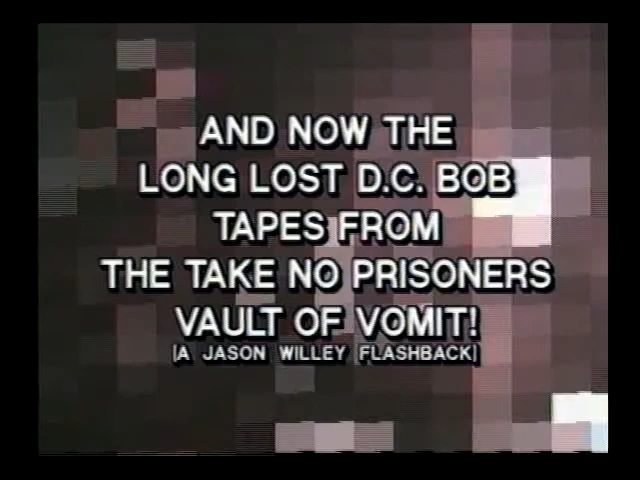 AND NOW THE
LONG LOST D.C. BOB
TAPES FROM
THE TAKE NO PRISONERS
VAULT OF VOMIT!
(A JASON WILLEY FLASHBACK)